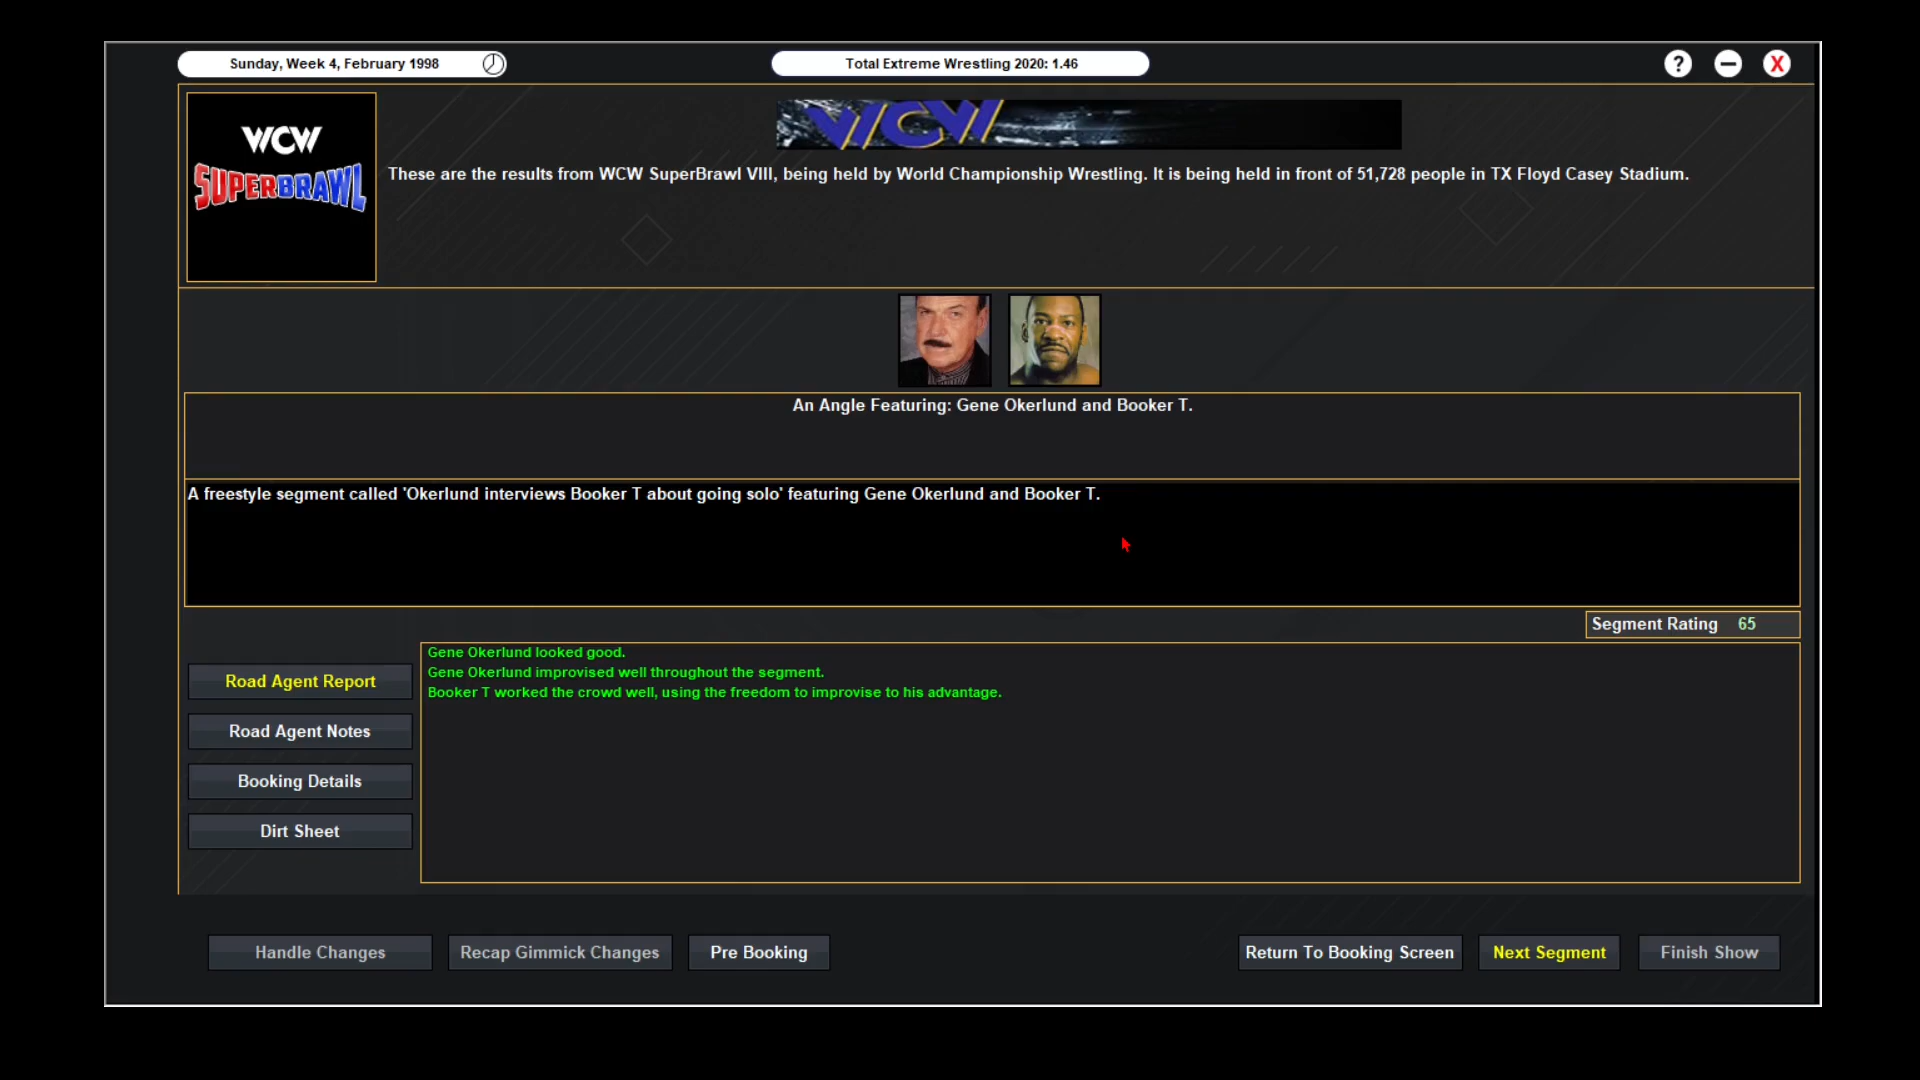 Sunday, Week 4, February 1998
Total Extreme Wrestling 2020: 1.46
?
X
WCW
SUPERBRAWL
WCW
These are the results from WCW SuperBrawl VIII, being held by World Championship Wrestling. It is being held in front of 51,728 people in TX Floyd Casey Stadium.
An Angle Featuring: Gene Okerlund and Booker T.
A freestyle segment called 'Okerlund interviews Booker T about going solo' featuring Gene Okerlund and Booker T.
Segment Rating 65
Road Agent Report
Road Agent Notes
Booking Details
Dirt Sheet
Gene Okerlund looked good.
Gene Okerlund improvised well throughout the segment.
Booker T worked the crowd well, using the freedom to improvise to his advantage.
Handle Changes
Recap Gimmick Changes
Pre Booking
Return To Booking Screen
Next Segment
Finish Show